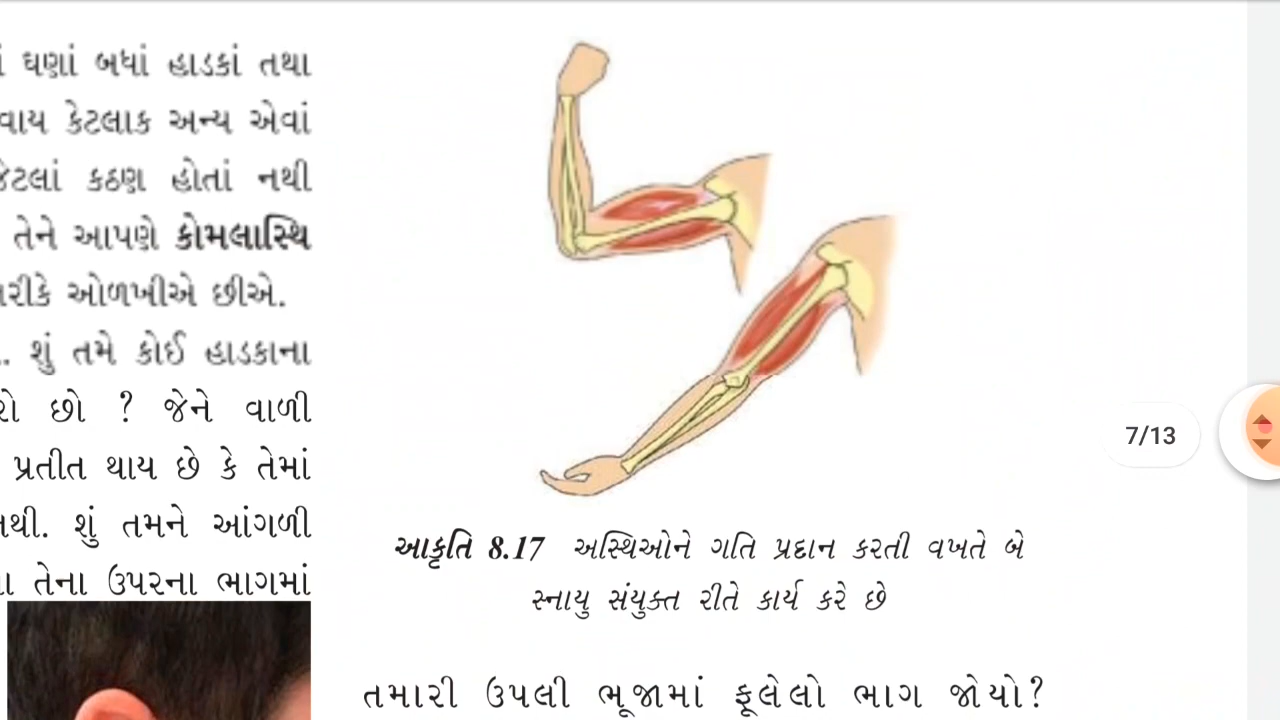 ઘણાં બધાં હાડકાં તથા
કેટલાક અન્ય એવાં
કઠણ હોતાં નથી
તેને આપણે કોમલાસ્થિ
ઓળખીએ છીએ.
. શું તમે કોઈ હાડકાના
છો ? જેને વાળી
પ્રતીત થાય છે કે તેમાં
શું તમને આંગળી
તેના ઉપરના ભાગમાં
આકૃતિ 8.17 અસ્થિઓને ગતિ પ્રદાન કરતી વખતે બે
સ્નાયુ સંયુક્ત રીતે કાર્ય કરે છે
તમારી ઉપલી ભૂજામાં ફૂલેલો ભાગ જોયો?
7/13